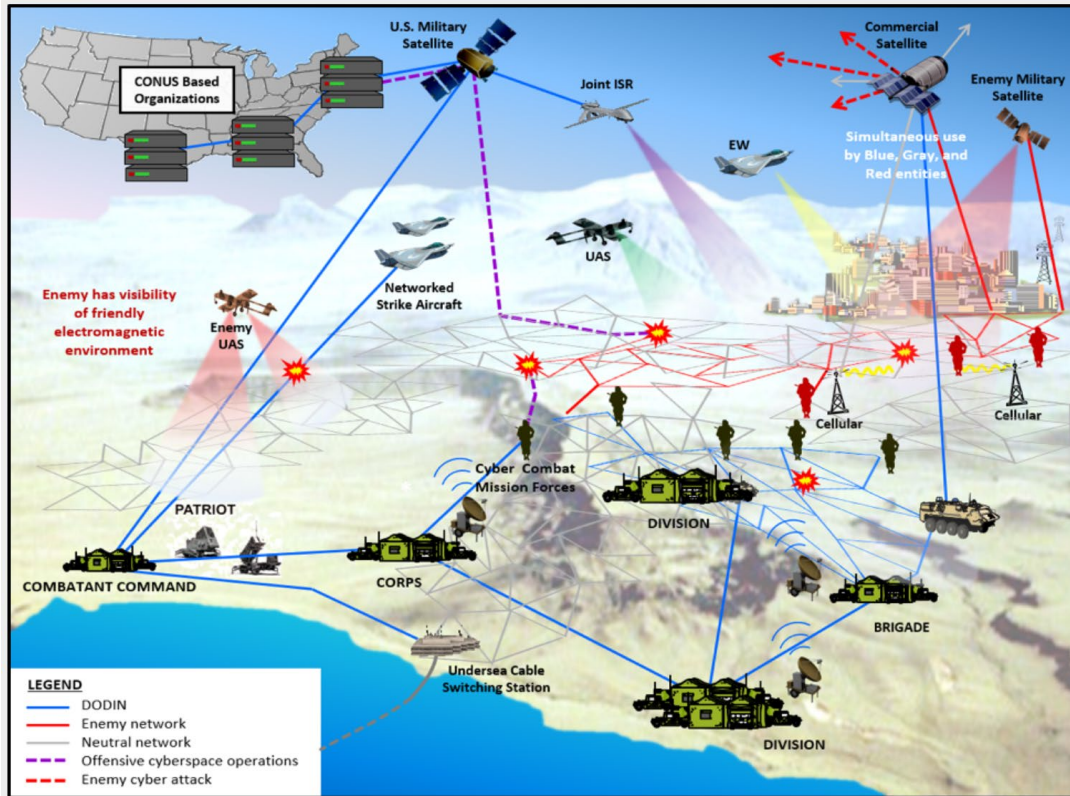 U.S. Military
Satellite
Commercial
Satellite
CONUS Based
Organizations
Joint ISR
Enemy Military
Satellite
EW
Simultaneous use
by Blue, Gray, and
Red entities
UAS
Networked
Strike Aircraft
Enemy has visibility
of friendly
electromagnetic
environment
Enemy
UAS
Cellular
Cellular
Cyber Combat
Mission Forces
DIVISION
PATRIOT
COMBATANT COMMAND
CORPS
BRIGADE
Undersea Cable
Switching Station
DIVISION
LEGEND
DODIN
Enemy network
Neutral network
Offensive cyberspace operations
Enemy cyber attack